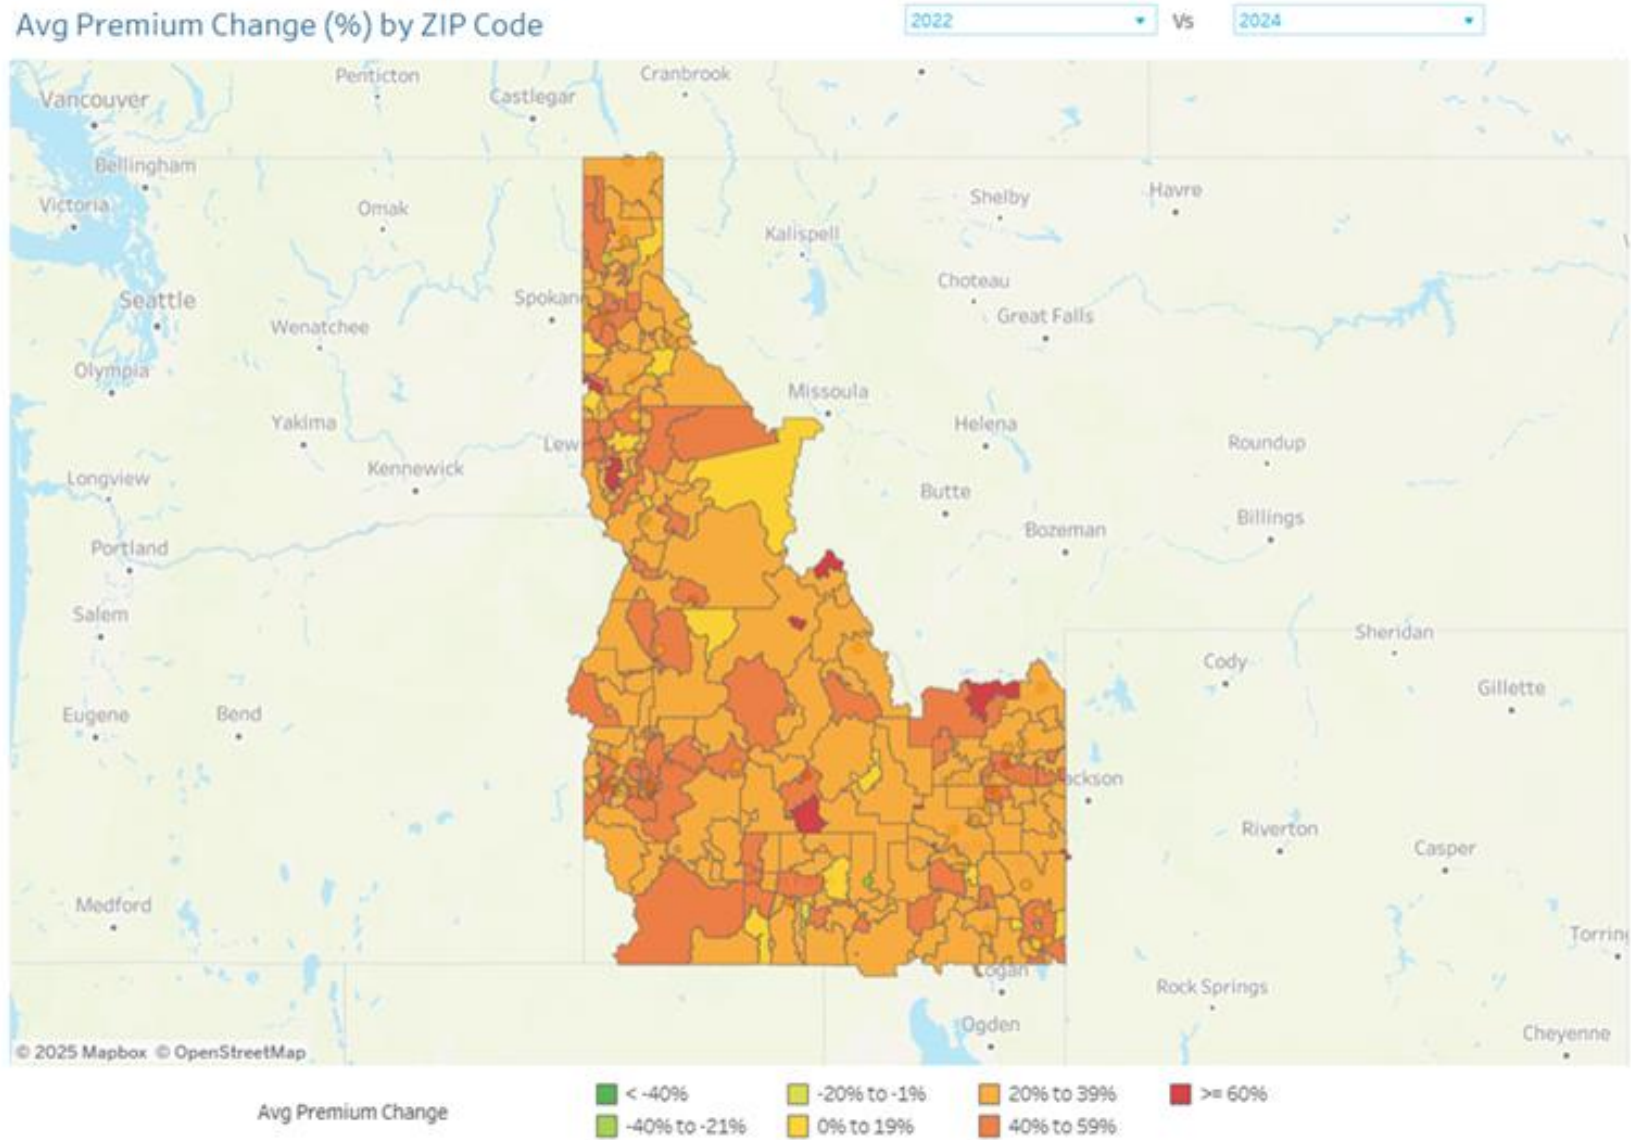 Avg Premium Change (%) by ZIP Code
2022 Vs 2024
Penticton
Cranbrook
Vancouver
Castlegar
Bellingham
Victoria
Omak
Shelby
Havre
Kalispell
Seattle
Spokan
Choteau
Wenatchee
Great Falls
Olympia
Missoula
Yakima
Helena
Lew
Roundup
Kennewick
Longview
Butte
Billings
Bozeman
Portland
Salem
Sheridan
Cody
Gillette
Eugene
Bend
ackson
Riverton
Casper
Medford
Torrin
Logan
Rock Springs
Ogden
Cheyenne
© 2025 Mapbox © OpenStreetMap
Avg Premium Change
< -40% -20% to -1% 20% to 39% >= 60%
-40% to -21% 0% to 19% 40% to 59%